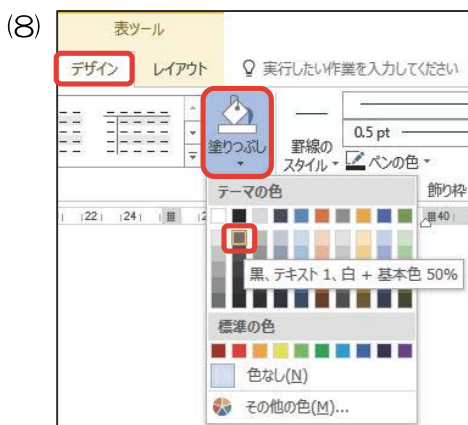 (8)
表ツール
デザイン レイアウト 実行したい作業を入力してください
0.5 pt
塗りつぶし 罫線の
スタイル ペンの色
飾り枠
テーマの色
22 24 40
黒、テキスト 1、白 + 基本色 50%
標準の色
色なし(N)
その他の色(M)...